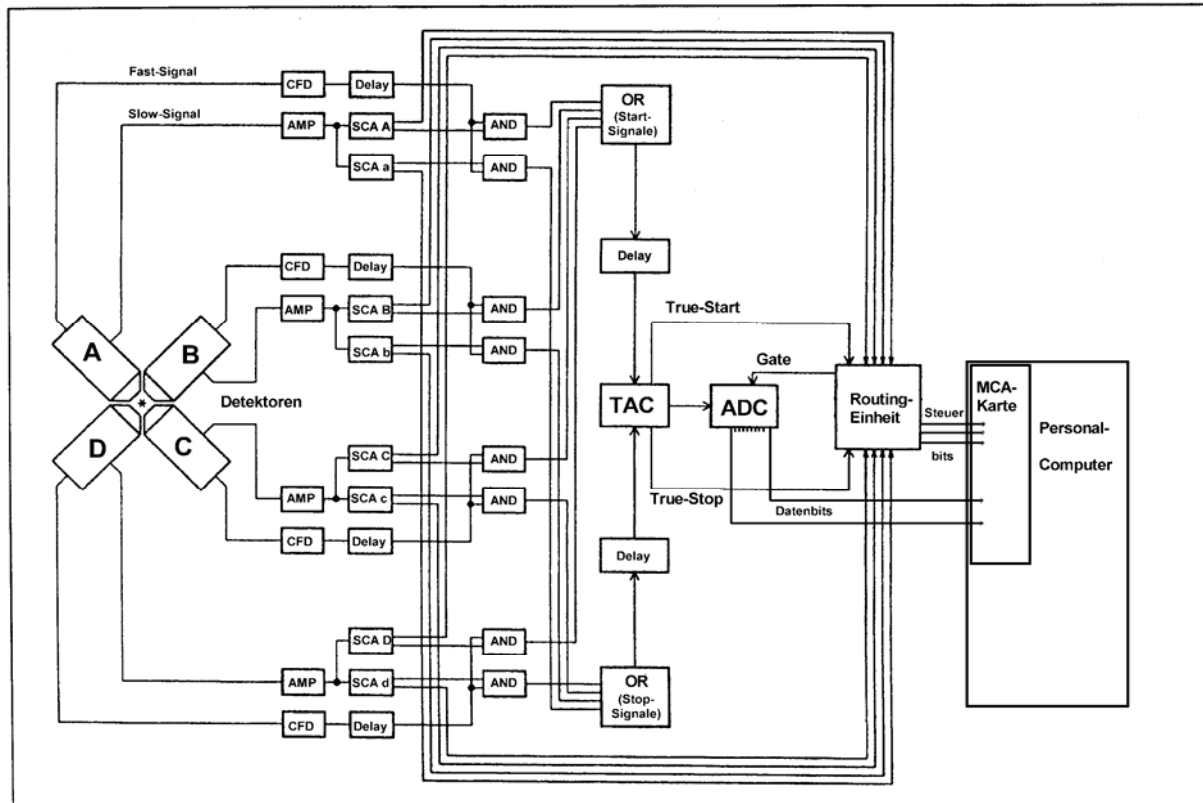 Fast-Signal
CFD
Delay
Slow-Signal
AMP
SCA A
AND
SCA a
AND
OR
(Start-
Signale)
CFD
Delay
AMP
SCA B
AND
SCA b
AND
Delay
A
B
*
D
C
Detektoren
True-Start
Gate
TAC
ADC
Routing-
Einheit
True-Stop
Datenbits
Steuer
bits
MCA-
Karte
Personal-
Computer
SCA C
AND
AMP
SCA c
AND
CFD
Delay
Delay
SCA D
AND
AMP
SCA d
AND
CFD
Delay
OR
(Stop-
Signale)